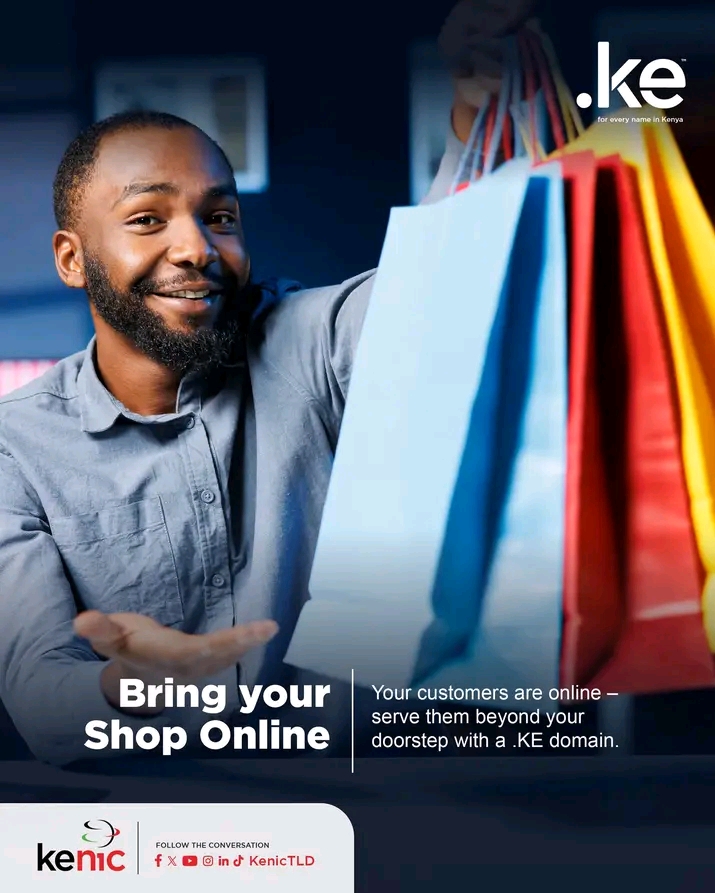 .ke™
for every name in Kenya
Bring your
Shop Online
Your customers are online –
serve them beyond your
doorstep with a .KE domain.
kenic
FOLLOW THE CONVERSATION
KenicTLD